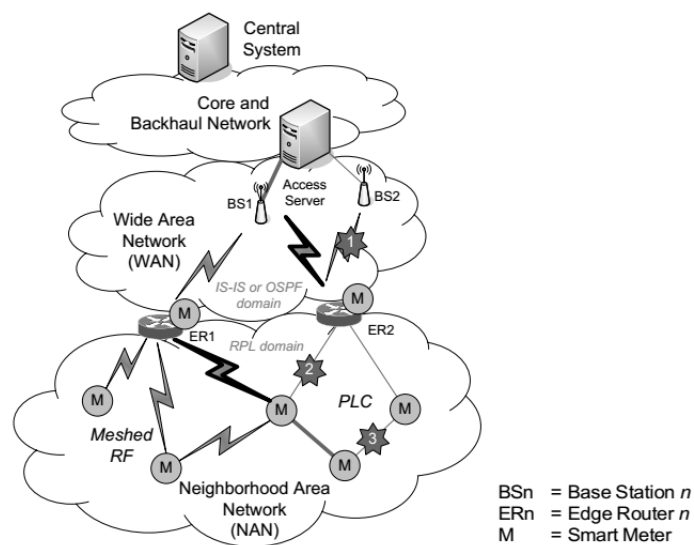 Central
System
Core and
Backhaul Network
Access
Server
BS1
BS2
Wide Area
Network
(WAN)
1
IS-IS or OSPF
domain
M
M
ER1
ER2
RPL domain
2
M
M
PLC
M
Meshed
RF
3
M
M
Neighborhood Area
Network
(NAN)
BSn = Base Station n
ERn = Edge Router n
M = Smart Meter